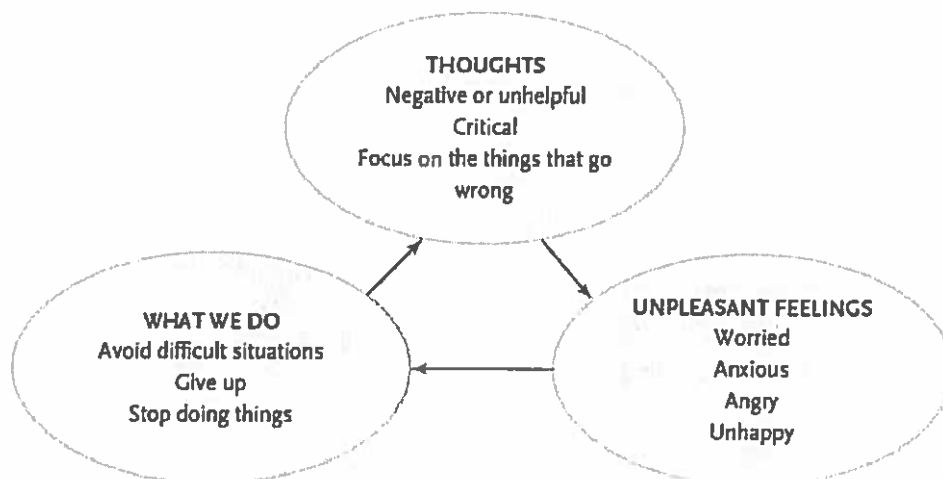 THOUGHTS
Negative or unhelpful
Critical
Focus on the things that go
wrong
WHAT WE DO
Avoid difficult situations
Give up
Stop doing things
UNPLEASANT FEELINGS
Worried
Anxious
Angry
Unhappy